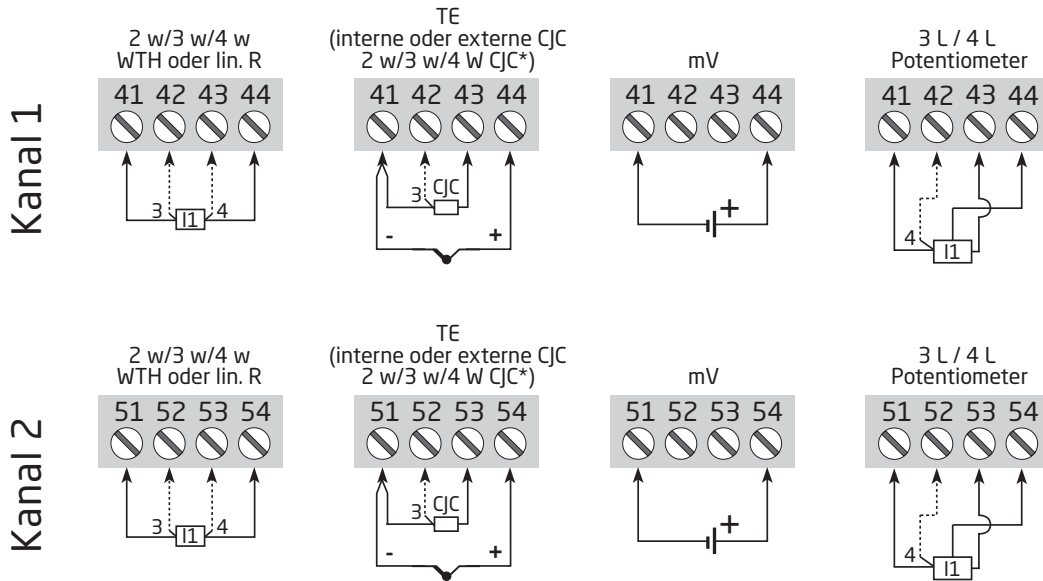 Kanal 1
2 w/3 w/4 w
WTH oder lin. R
41 42 43 44
3 I1 4
TE
(interne oder externe CJC
2 w/3 w/4 W CJC*)
41 42 43 44
3 CJC
- +
mV
41 42 43 44
+
3 L / 4 L
Potentiometer
41 42 43 44
4 I1
Kanal 2
2 w/3 w/4 w
WTH oder lin. R
51 52 53 54
3 I1 4
TE
(interne oder externe CJC
2 w/3 w/4 W CJC*)
51 52 53 54
3 CJC
- +
mV
51 52 53 54
+
3 L / 4 L
Potentiometer
51 52 53 54
4 I1